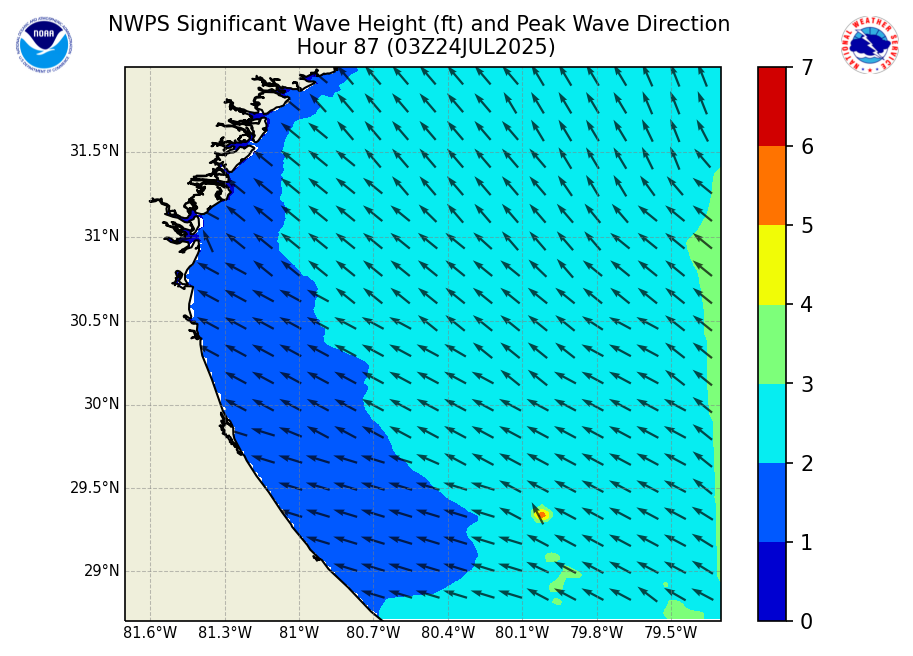 NWPS Significant Wave Height (ft) and Peak Wave Direction
Hour 87 (03Z24JUL2025)
NOAA
NATIONAL WEATHER SERVICE
31.5°N
31°N
30.5°N
30°N
29.5°N
29°N
81.6°W
81.3°W
81°W
80.7°W
80.4°W
80.1°W
79.8°W
79.5°W
7
6
5
4
3
2
1
0